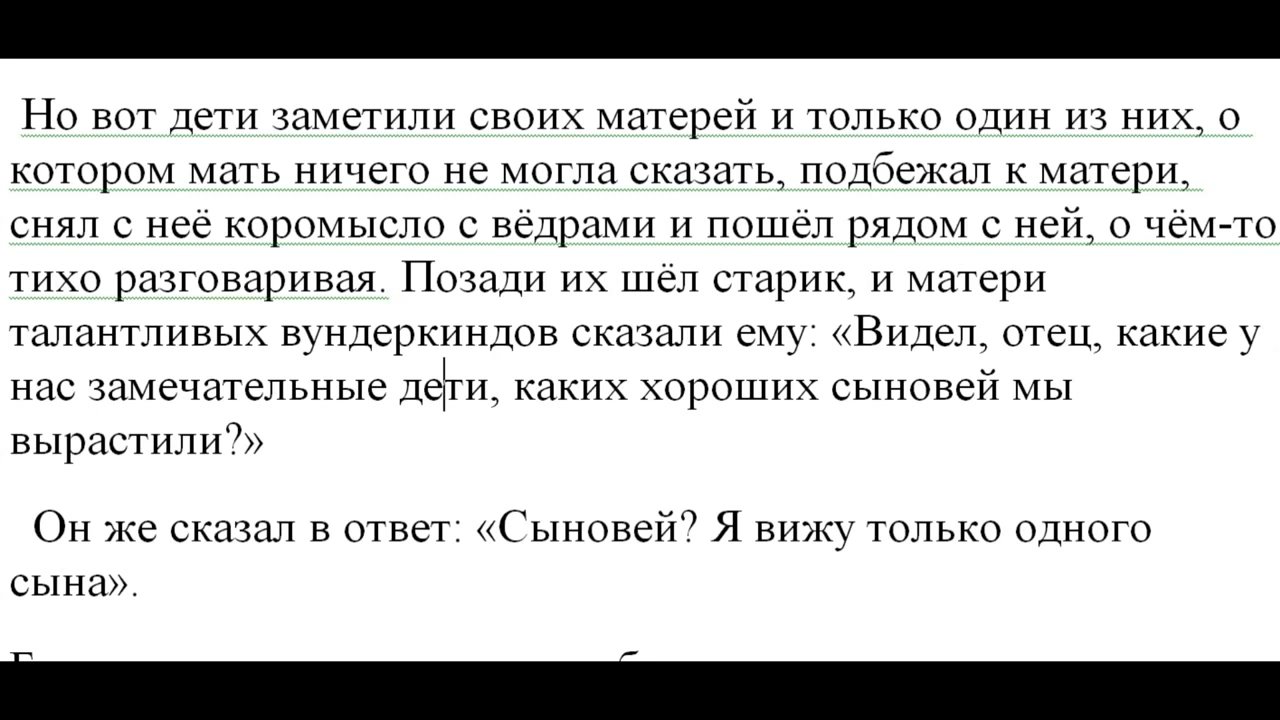 Но вот дети заметили своих матерей и только один из них, о
котором мать ничего не могла сказать, подбежал к матери,
снял с неё коромысло с вёдрами и пошёл рядом с ней, о чём-то
тихо разговаривая. Позади их шёл старик, и матери
талантливых вундеркиндов сказали ему: «Видел, отец, какие у
нас замечательные дети, каких хороших сыновей мы
вырастили?»
Он же сказал в ответ: «Сыновей? Я вижу только одного
сына».